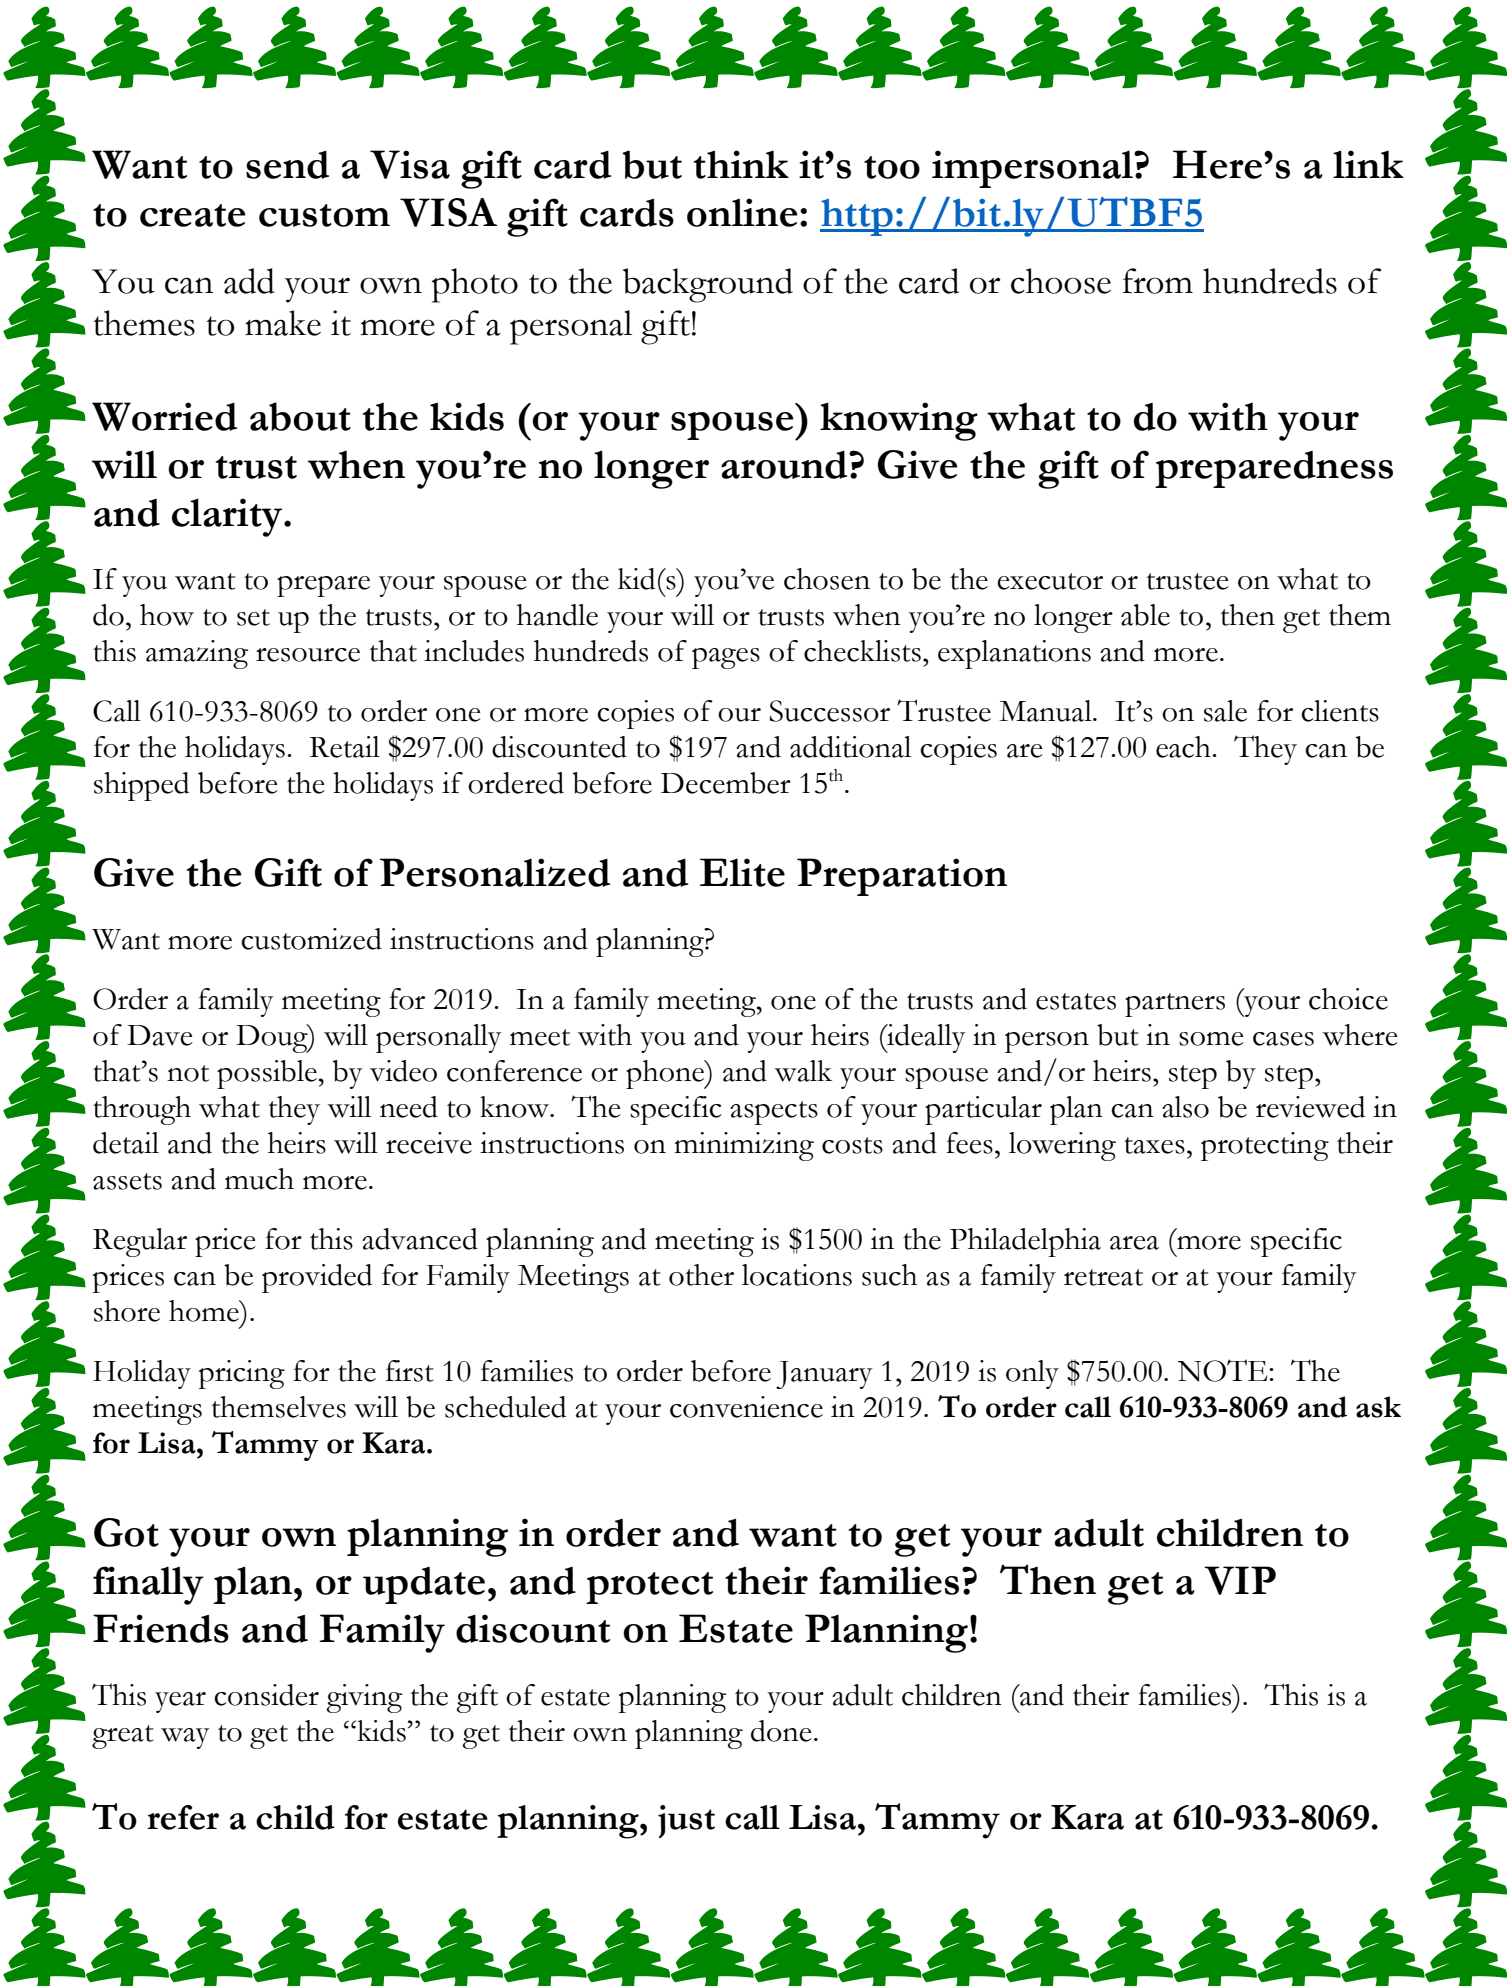 Want to send a Visa gift card but think it’s too impersonal?  Here’s a link
to create custom VISA gift cards online: http://bit.ly/UTBF5
You can add your own photo to the background of the card or choose from hundreds of
themes to make it more of a personal gift!
Worried about the kids (or your spouse) knowing what to do with your
will or trust when you’re no longer around? Give the gift of preparedness
and clarity.
If you want to prepare your spouse or the kid(s) you’ve chosen to be the executor or trustee on what to
do, how to set up the trusts, or to handle your will or trusts when you’re no longer able to, then get them
this amazing resource that includes hundreds of pages of checklists, explanations and more.
Call 610-933-8069 to order one or more copies of our Successor Trustee Manual.  It’s on sale for clients
for the holidays.  Retail $297.00 discounted to $197 and additional copies are $127.00 each.  They can be
shipped before the holidays if ordered before December 15th.
Give the Gift of Personalized and Elite Preparation
Want more customized instructions and planning?
Order a family meeting for 2019.  In a family meeting, one of the trusts and estates partners (your choice
of Dave or Doug) will personally meet with you and your heirs (ideally in person but in some cases where
that’s not possible, by video conference or phone) and walk your spouse and/or heirs, step by step,
through what they will need to know.  The specific aspects of your particular plan can also be reviewed in
detail and the heirs will receive instructions on minimizing costs and fees, lowering taxes, protecting their
assets and much more.
Regular price for this advanced planning and meeting is $1500 in the Philadelphia area (more specific
prices can be provided for Family Meetings at other locations such as a family retreat or at your family
shore home).
Holiday pricing for the first 10 families to order before January 1, 2019 is only $750.00. NOTE:  The
meetings themselves will be scheduled at your convenience in 2019. To order call 610-933-8069 and ask
for Lisa, Tammy or Kara.
Got your own planning in order and want to get your adult children to
finally plan, or update, and protect their families?  Then get a VIP
Friends and Family discount on Estate Planning!
This year consider giving the gift of estate planning to your adult children (and their families).  This is a
great way to get the “kids” to get their own planning done.
To refer a child for estate planning, just call Lisa, Tammy or Kara at 610-933-8069.